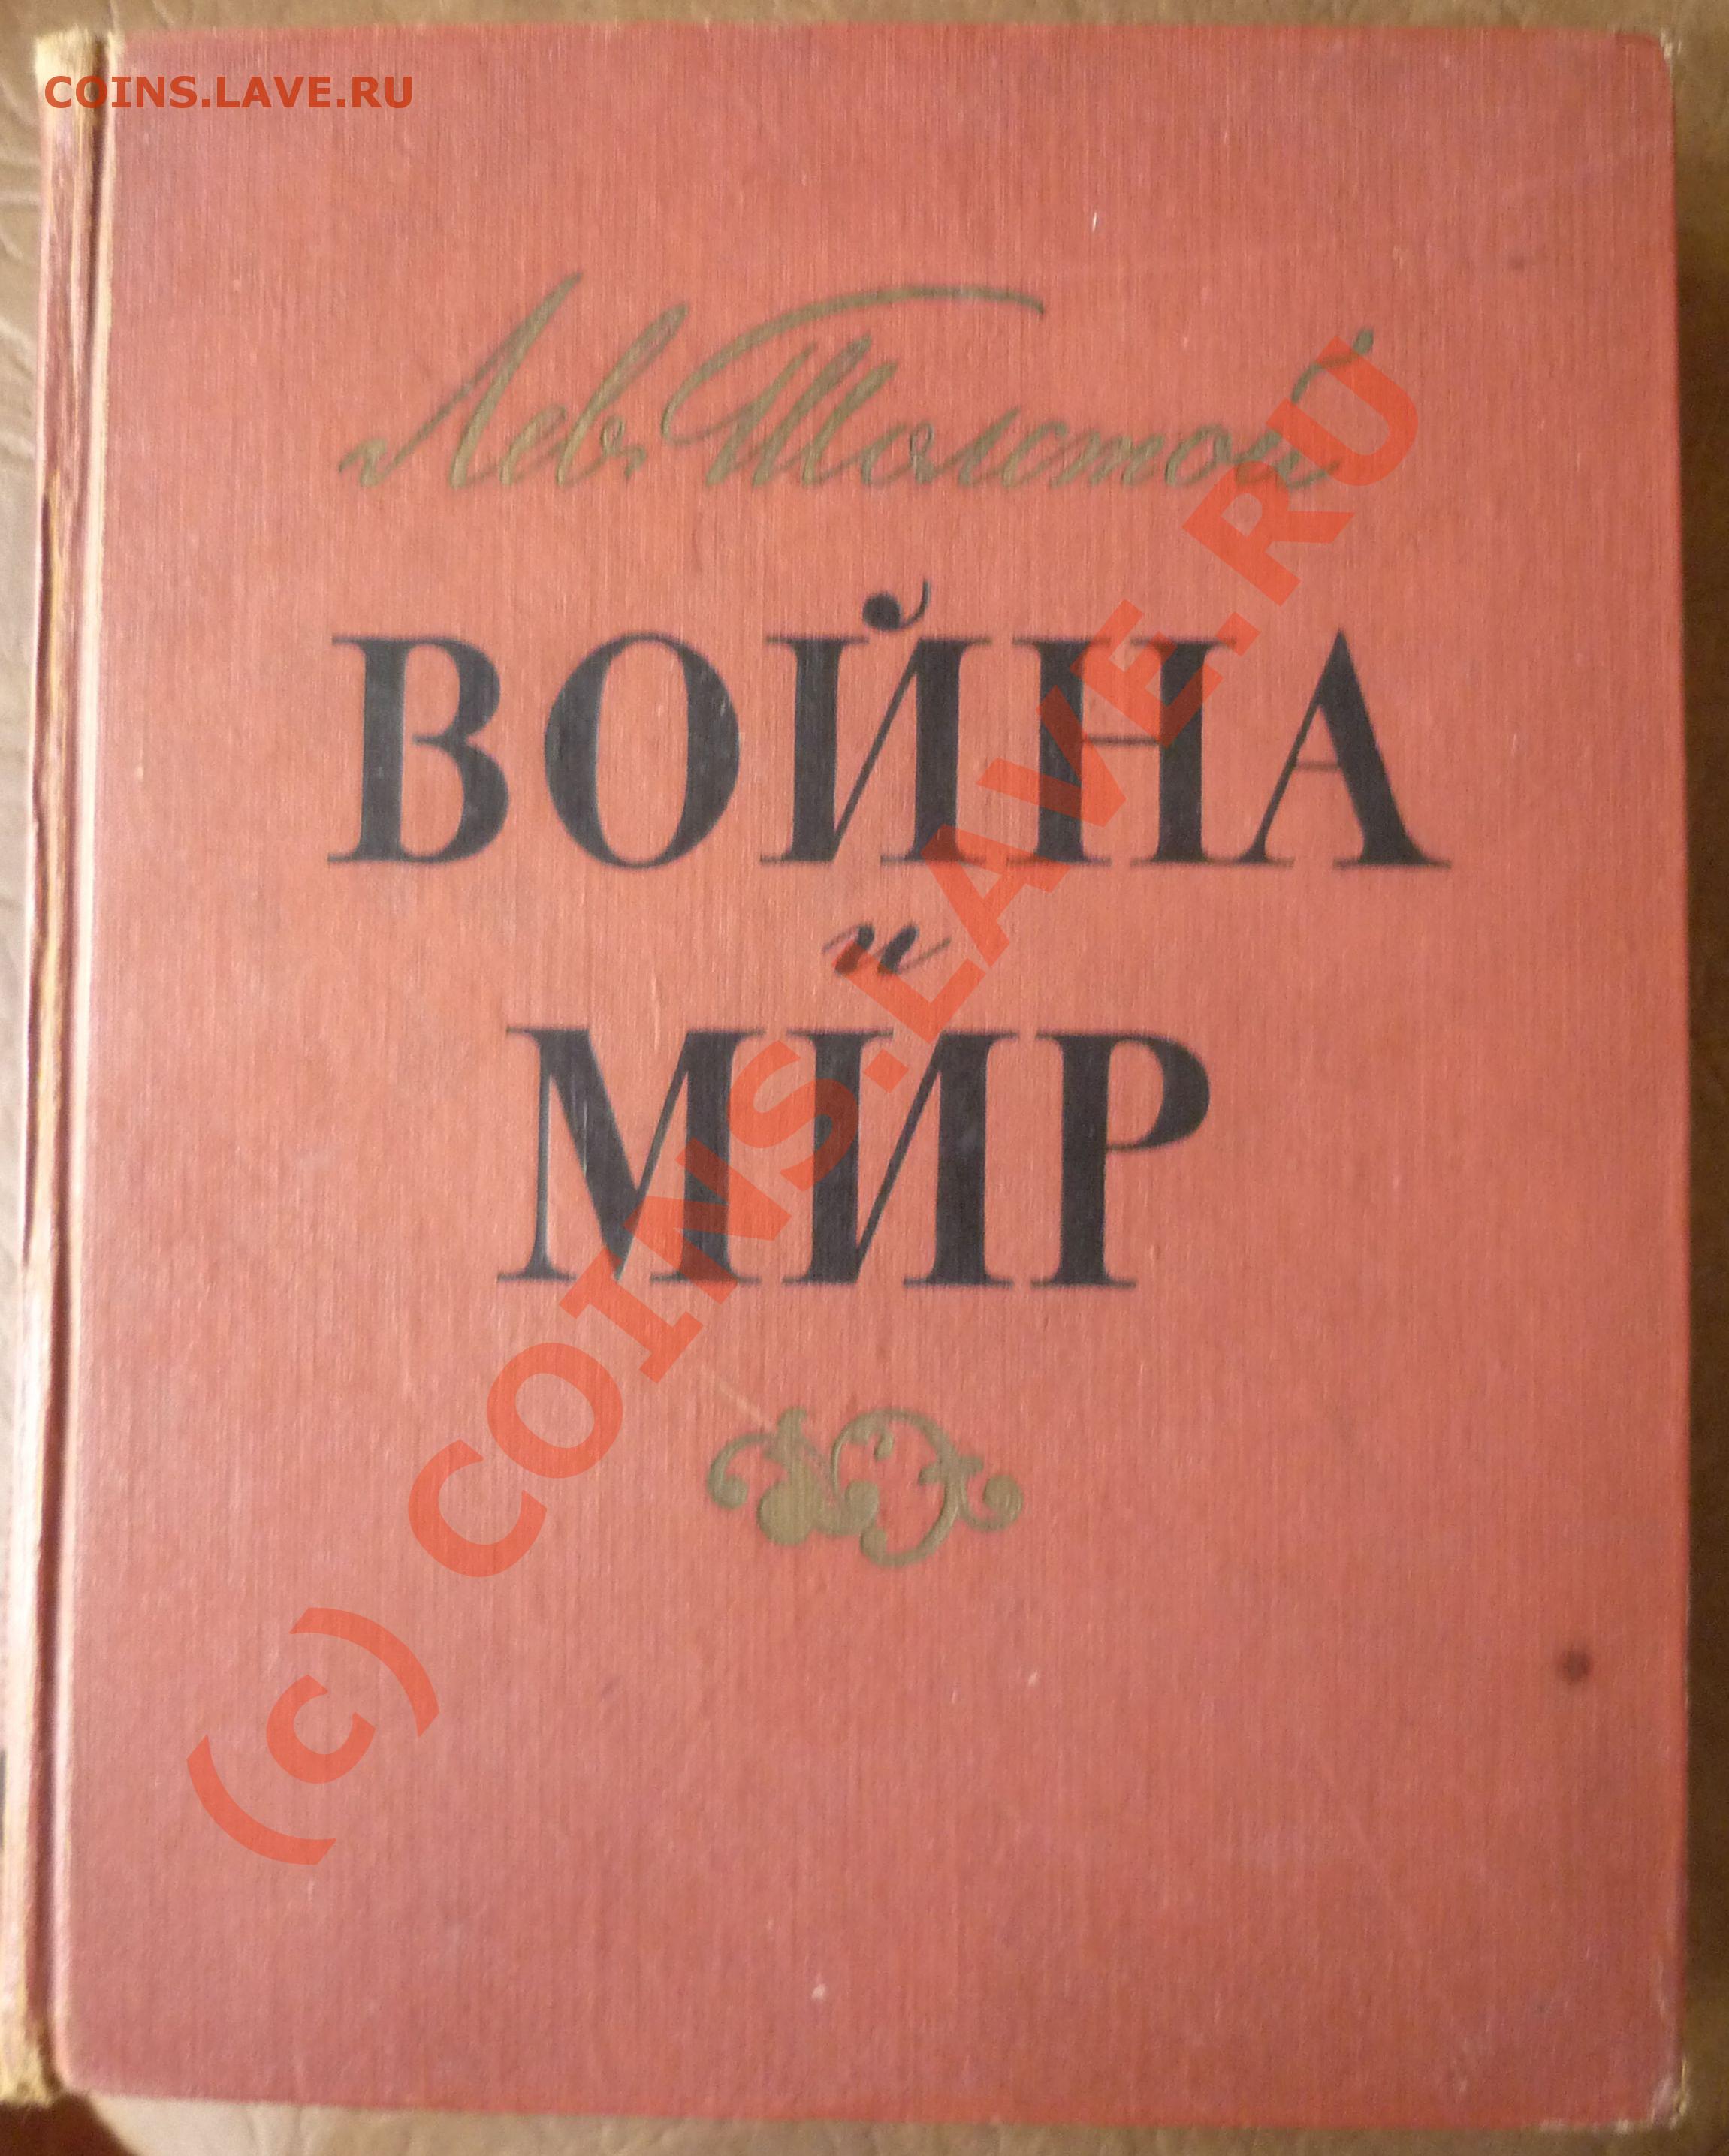 COINS.LAVE.RU
Лев Толстой
ВОЙНА
и
МИР
(c) COINS.LAVE.RU